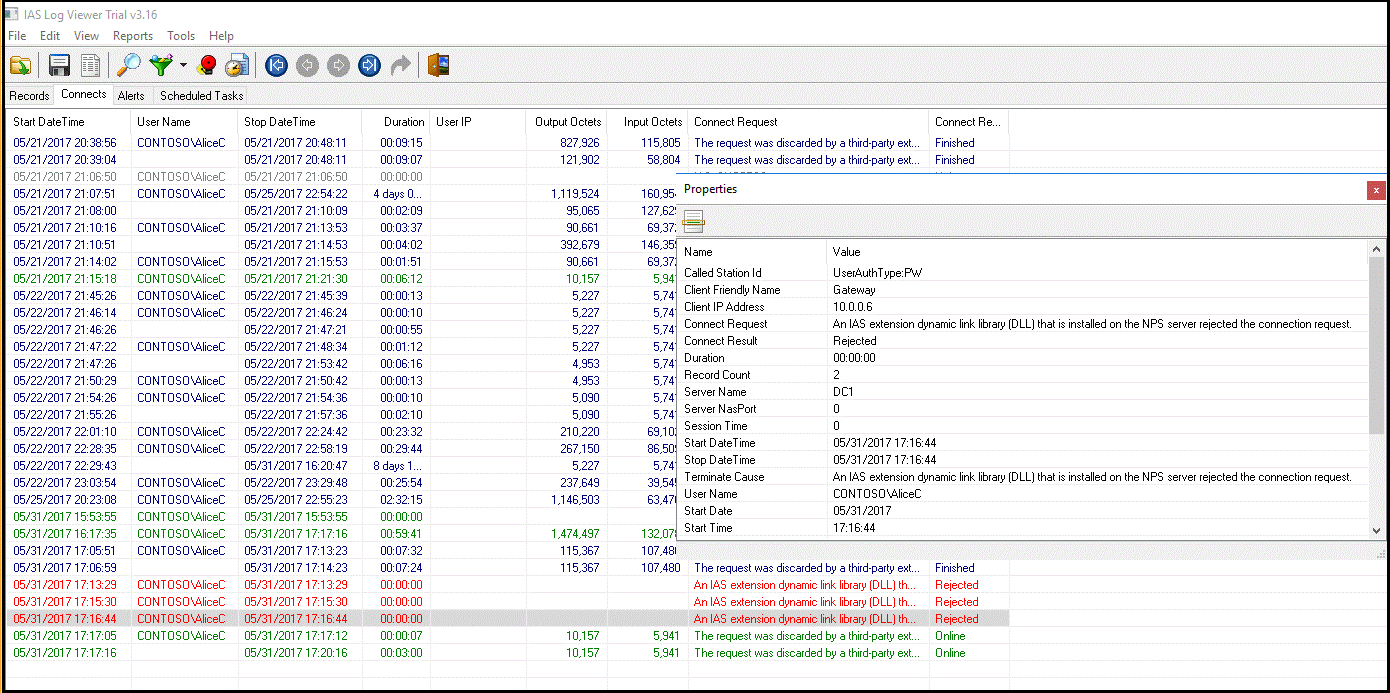 IAS Log Viewer Trial v3.16
File Edit View Reports Tools Help
Records Connects Alerts Scheduled Tasks
Start DateTime User Name Stop DateTime Duration User IP Output Octets Input Octets Connect Request Connect Re...
05/21/2017 20:38:56 CONTOSO\AliceC 05/21/2017 20:48:11 00:09:15 827,926 115,805 The request was discarded by a third-party ext... Finished
05/21/2017 20:39:04 05/21/2017 20:48:11 00:09:07 121,902 58,804 The request was discarded by a third-party ext... Finished
05/21/2017 21:06:50 CONTOSO\AliceC 05/21/2017 21:06:50 00:00:00
05/21/2017 21:07:51 CONTOSO\AliceC 05/25/2017 22:54:22 4 days 0... 1,119,524 160,954
05/21/2017 21:08:00 05/21/2017 21:10:09 00:02:09 95,065 127,62
05/21/2017 21:10:16 CONTOSO\AliceC 05/21/2017 21:13:53 00:03:37 90,661 69,37
05/21/2017 21:10:51 05/21/2017 21:14:53 00:04:02 392,679 146,35
05/21/2017 21:14:02 CONTOSO\AliceC 05/21/2017 21:15:53 00:01:51 90,661 69,37
05/21/2017 21:15:18 CONTOSO\AliceC 05/21/2017 21:21:30 00:06:12 10,157 5,94
05/22/2017 21:45:26 CONTOSO\AliceC 05/22/2017 21:45:39 00:00:13 5,227 5,74
05/22/2017 21:46:14 CONTOSO\AliceC 05/22/2017 21:46:24 00:00:10 5,227 5,74
05/22/2017 21:46:26 05/22/2017 21:47:21 00:00:55 5,227 5,74
05/22/2017 21:47:22 CONTOSO\AliceC 05/22/2017 21:48:34 00:01:12 5,227 5,74
05/22/2017 21:47:26 05/22/2017 21:53:42 00:06:16 4,953 5,74
05/22/2017 21:50:29 CONTOSO\AliceC 05/22/2017 21:50:42 00:00:13 4,953 5,74
05/22/2017 21:54:26 CONTOSO\AliceC 05/22/2017 21:54:36 00:00:10 5,090 5,74
05/22/2017 21:55:26 05/22/2017 21:57:36 00:02:10 5,090 5,74
05/22/2017 22:01:10 CONTOSO\AliceC 05/22/2017 22:24:42 00:23:32 210,220 69,10
05/22/2017 22:28:35 CONTOSO\AliceC 05/22/2017 22:58:19 00:29:44 267,150 86,50
05/22/2017 22:29:43 05/31/2017 16:20:47 8 days 1... 5,227 5,74
05/22/2017 23:03:54 CONTOSO\AliceC 05/22/2017 23:29:48 00:25:54 237,649 39,54
05/25/2017 20:23:08 CONTOSO\AliceC 05/25/2017 22:55:23 02:32:15 1,146,503 63,47
05/31/2017 15:53:55 CONTOSO\AliceC 05/31/2017 15:53:55 00:00:00
05/31/2017 16:17:35 CONTOSO\AliceC 05/31/2017 17:17:16 00:59:41 1,474,497 132,07
05/31/2017 17:05:51 CONTOSO\AliceC 05/31/2017 17:13:23 00:07:32 115,367 107,480
05/31/2017 17:06:59 05/31/2017 17:14:23 00:07:24 115,367 107,480 The request was discarded by a third-party ext... Finished
05/31/2017 17:13:29 CONTOSO\AliceC 05/31/2017 17:13:29 00:00:00 An IAS extension dynamic link library (DLL) th... Rejected
05/31/2017 17:15:30 CONTOSO\AliceC 05/31/2017 17:15:30 00:00:00 An IAS extension dynamic link library (DLL) th... Rejected
05/31/2017 17:16:44 CONTOSO\AliceC 05/31/2017 17:16:44 00:00:00 An IAS extension dynamic link library (DLL) th... Rejected
05/31/2017 17:17:05 CONTOSO\AliceC 05/31/2017 17:17:12 00:00:07 10,157 5,941 The request was discarded by a third-party ext... Online
05/31/2017 17:17:16 05/31/2017 17:20:16 00:03:00 10,157 5,941 The request was discarded by a third-party ext... Online
Properties
Name Value
Called Station Id UserAuthType:PW
Client Friendly Name Gateway
Client IP Address 10.0.0.6
Connect Request An IAS extension dynamic link library (DLL) that is installed on the NPS server rejected the connection request.
Connect Result Rejected
Duration 00:00:00
Record Count 2
Server Name DC1
Server NasPort 0
Session Time 0
Start DateTime 05/31/2017 17:16:44
Stop DateTime 05/31/2017 17:16:44
Terminate Cause An IAS extension dynamic link library (DLL) that is installed on the NPS server rejected the connection request.
User Name CONTOSO\AliceC
Start Date 05/31/2017
Start Time 17:16:44